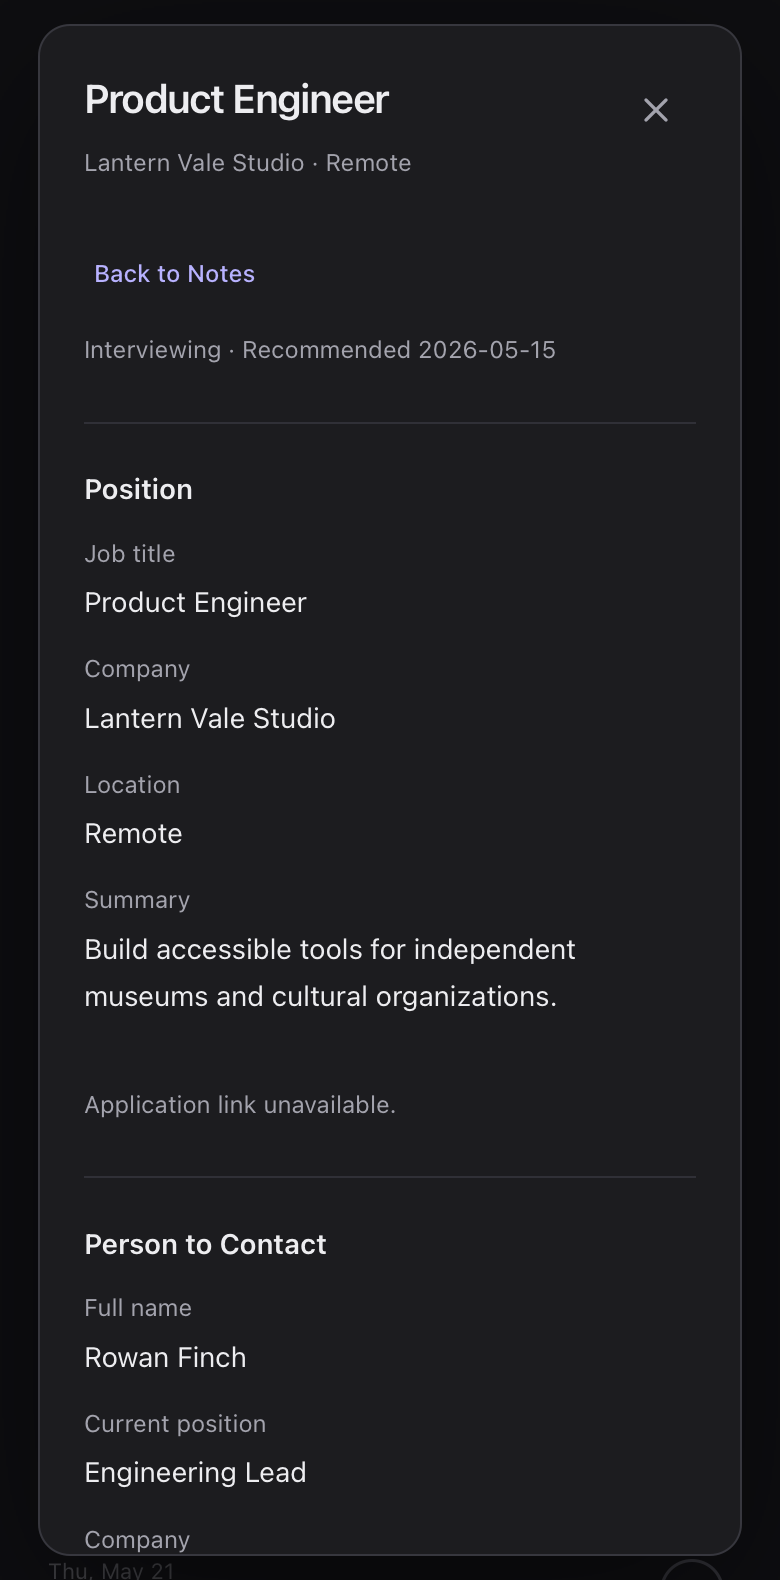 Product Engineer
Lantern Vale Studio · Remote
Back to Notes
Interviewing · Recommended 2026-05-15
Position
Job title
Product Engineer
Company
Lantern Vale Studio
Location
Remote
Summary
Build accessible tools for independent
museums and cultural organizations.
Application link unavailable.
Person to Contact
Full name
Rowan Finch
Current position
Engineering Lead
Company
Thu, May 21